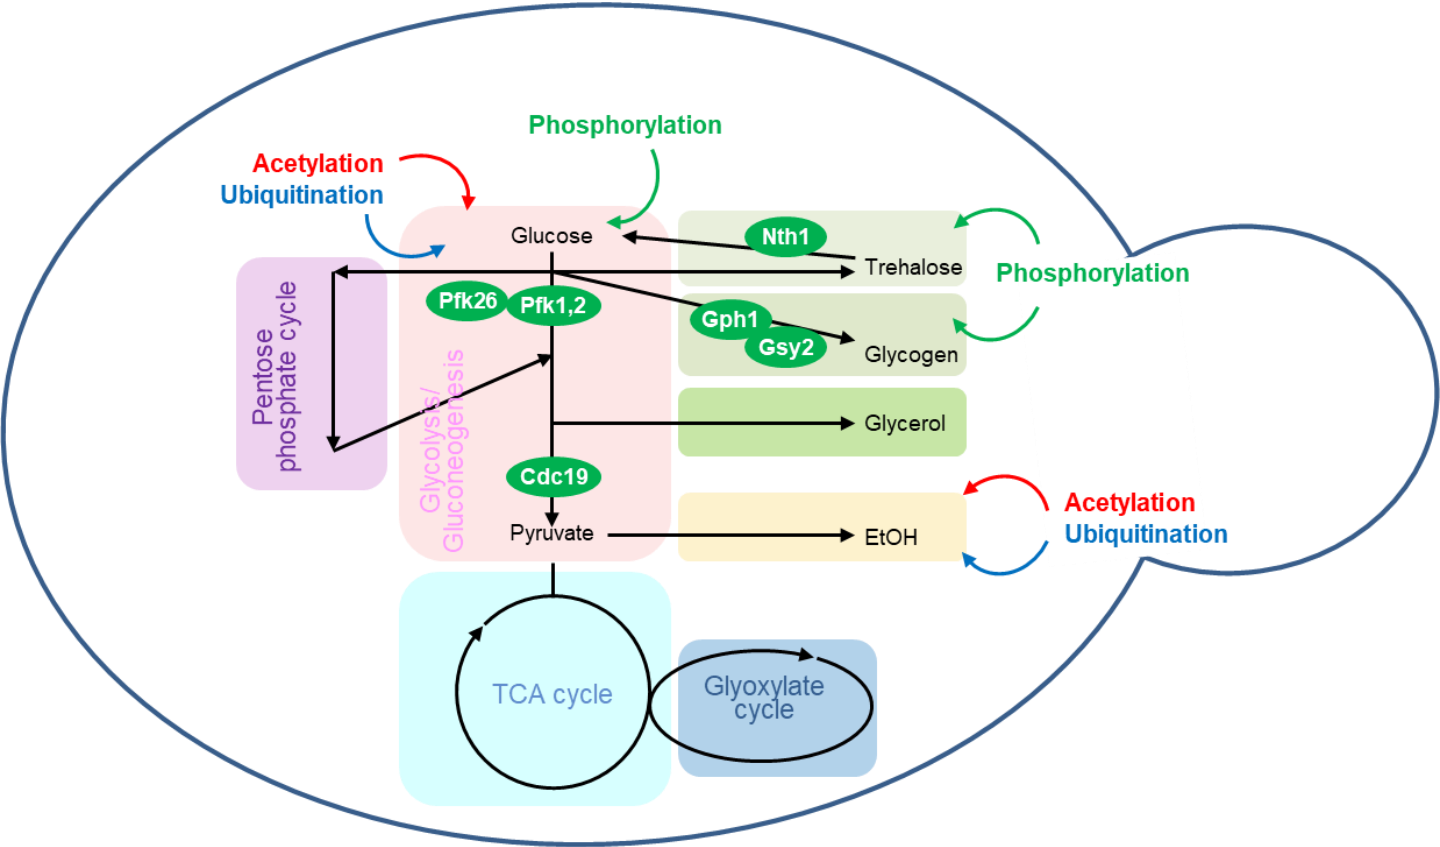 Phosphorylation
Acetylation
Ubiquitination
Glucose
Nth1
Trehalose
Phosphorylation
Pfk26
Pfk1,2
Gph1
Gsy2
Glycogen
Pentose
phosphate cycle
Glycolysis/
Gluconeogenesis
Glycerol
Cdc19
Pyruvate
EtOH
Acetylation
Ubiquitination
TCA cycle
Glyoxylate
cycle